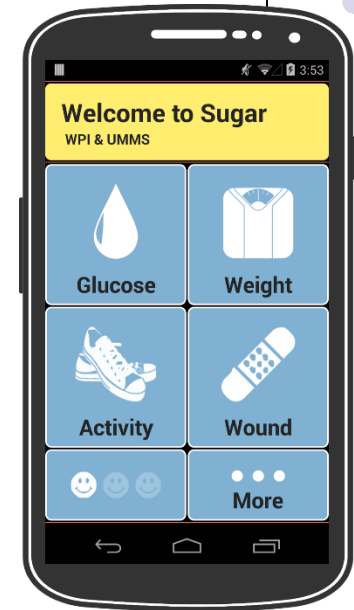 3:53
Welcome to Sugar
WPI & UMMS
Glucose
Weight
Activity
Wound
More